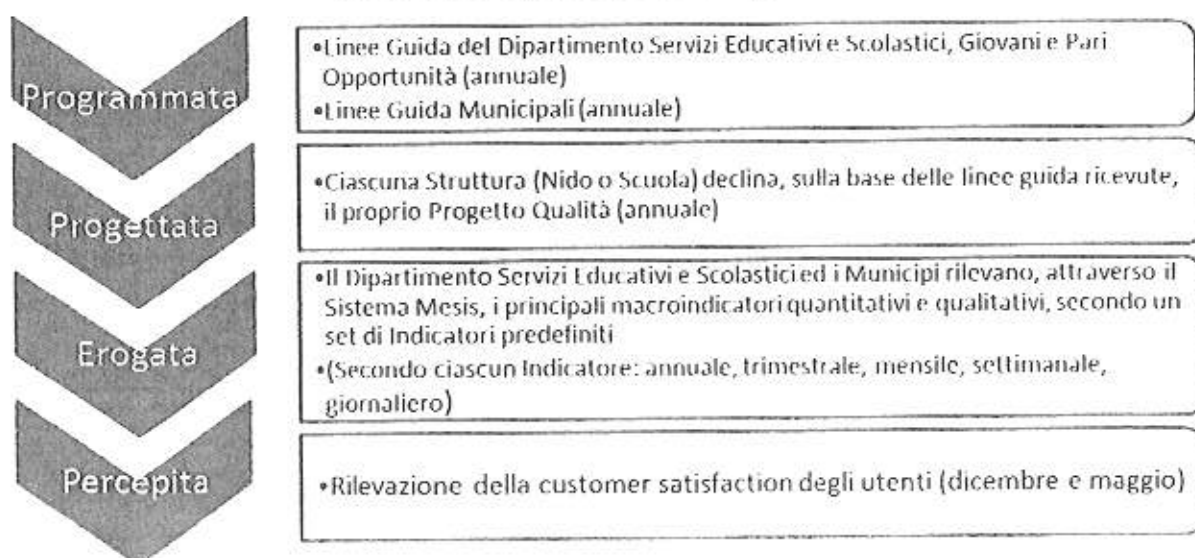 Programmata
•Linee Guida del Dipartimento Servizi Educativi e Scolastici, Giovani e Pari
Opportunità (annuale)
•Linee Guida Municipali (annuale)
Progettata
•Ciascuna Struttura (Nido o Scuola) declina, sulla base delle linee guida ricevute,
il proprio Progetto Qualità (annuale)
Erogata
•Il Dipartimento Servizi Educativi e Scolastici ed i Municipi rilevano, attraverso il
Sistema Mesis, i principali macroindicatori quantitativi e qualitativi, secondo un
set di Indicatori predefiniti
•(Secondo ciascun Indicatore: annuale, trimestrale, mensile, settimanale,
giornaliero)
Percepita
•Rilevazione della customer satisfaction degli utenti (dicembre e maggio)